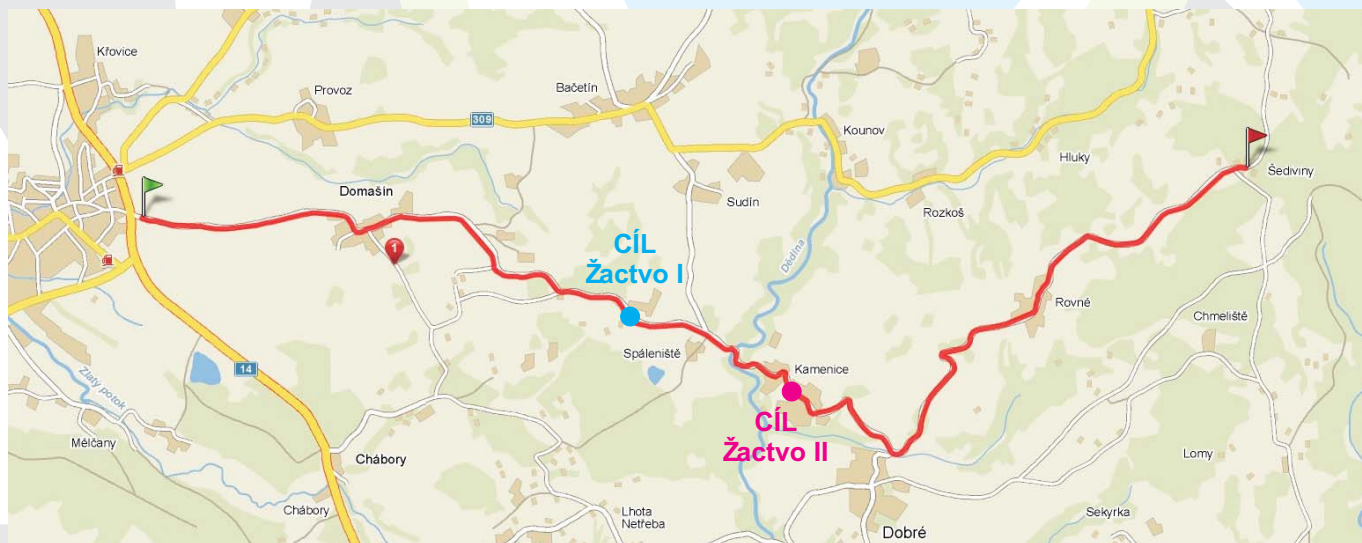 Křovice
Provoz
Bačetín
309
Kounov
Hluky
Šediviny
Domašín
Sudín
Rozkoš
1
CÍL
Žactvo I
Dědina
Rovné
Chmeliště
Spáleniště
14
Kamenice
Zlatý potok
CÍL
Žactvo II
Mělčany
Chábory
Lomy
Chábory
Lhota
Netřeba
Sekyrka
Dobré